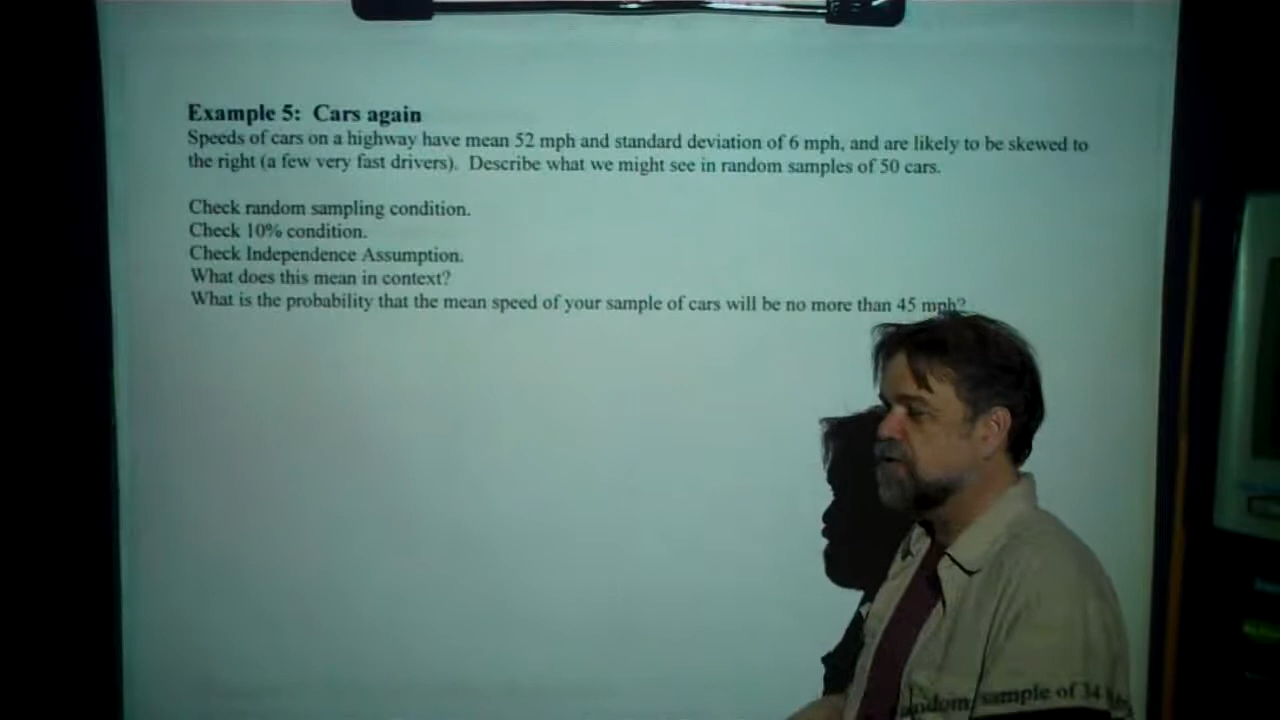 Example 5: Cars again
Speeds of cars on a highway have mean 52 mph and standard deviation of 6 mph, and are likely to be skewed to
the right (a few very fast drivers). Describe what we might see in random samples of 50 cars.
Check random sampling condition.
Check 10% condition.
Check Independence Assumption.
What does this mean in context?
What is the probability that the mean speed of your sample of cars will be no more than 45 mph?
sample of 34